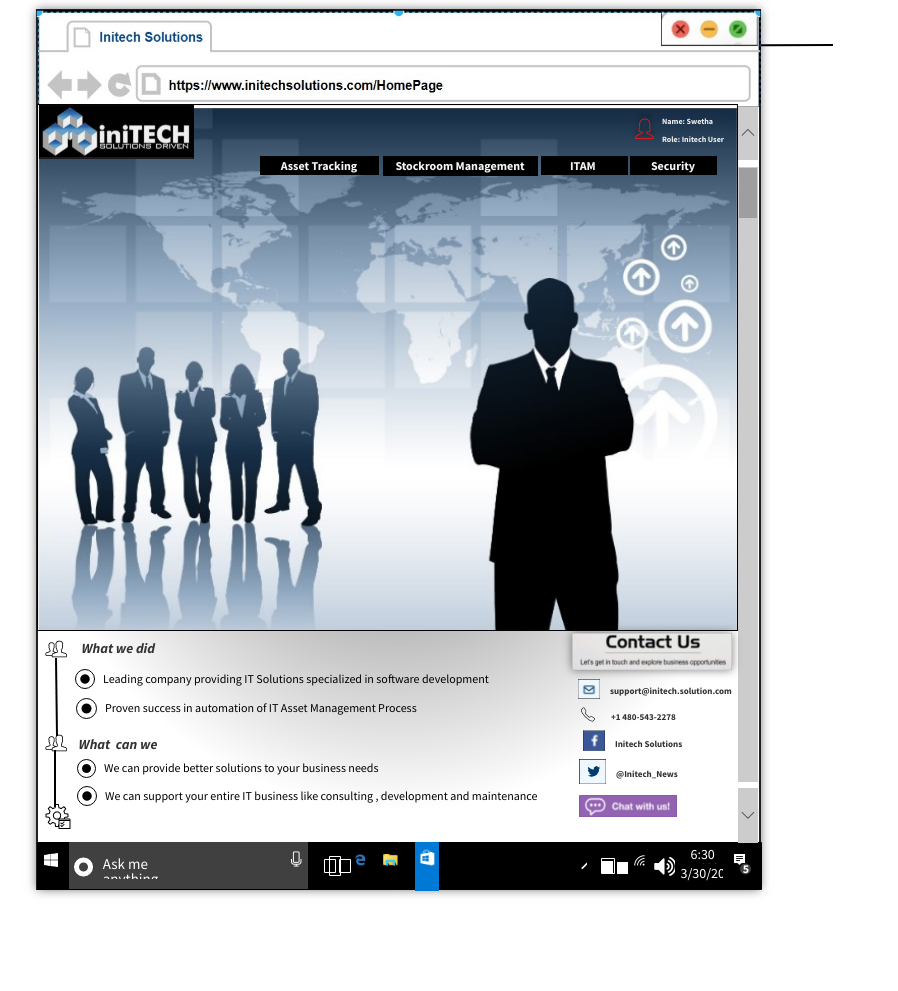 Initech Solutions
https://www.initechsolutions.com/HomePage
iniTECH
SOLUTIONS DRIVEN
Name: Swetha
Role: Initech User
Asset Tracking
Stockroom Management
ITAM
Security
What we did
Leading company providing IT Solutions specialized in software development
Proven success in automation of IT Asset Management Process
What can we
We can provide better solutions to your business needs
We can support your entire IT business like consulting , development and maintenance
Contact Us
Let's get in touch and explore business opportunities
support@initech.solution.com
+1 480-543-2278
Initech Solutions
@Initech_News
Chat with us!
Ask me
anything
6:30
3/30/20
5